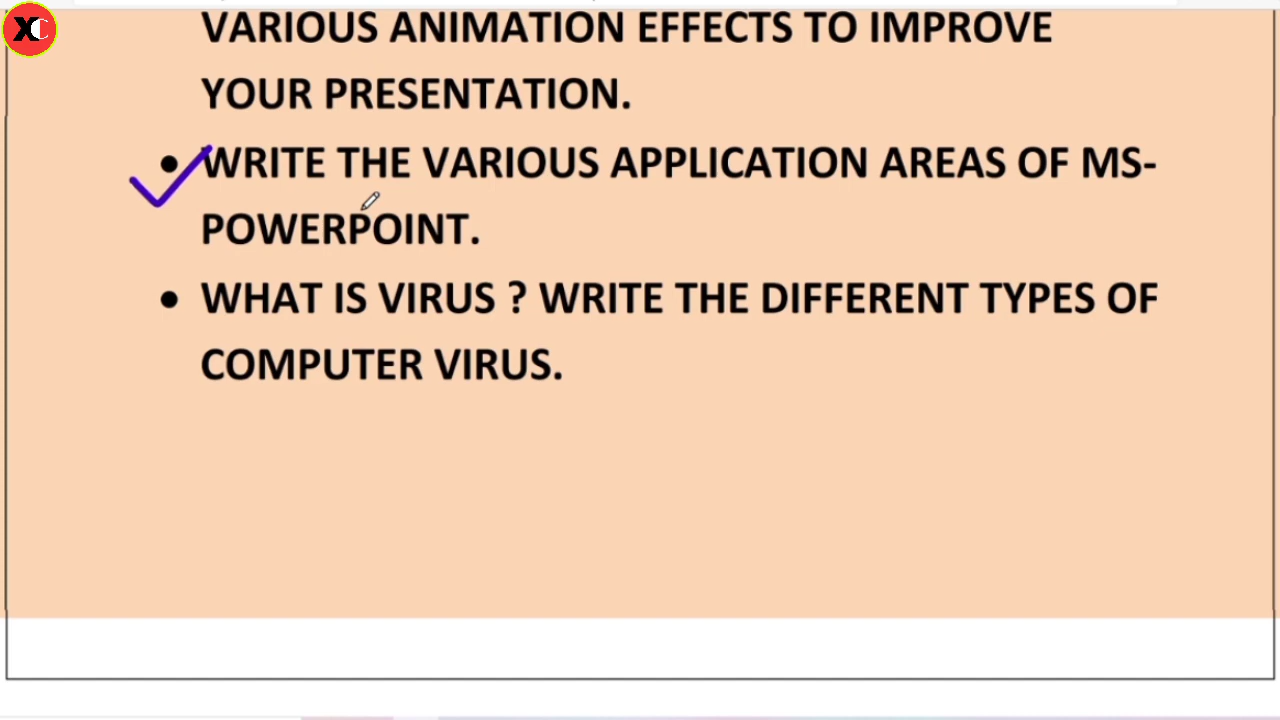 XC
VARIOUS ANIMATION EFFECTS TO IMPROVE
YOUR PRESENTATION.
• WRITE THE VARIOUS APPLICATION AREAS OF MS-
POWERPOINT.
• WHAT IS VIRUS ? WRITE THE DIFFERENT TYPES OF
COMPUTER VIRUS.